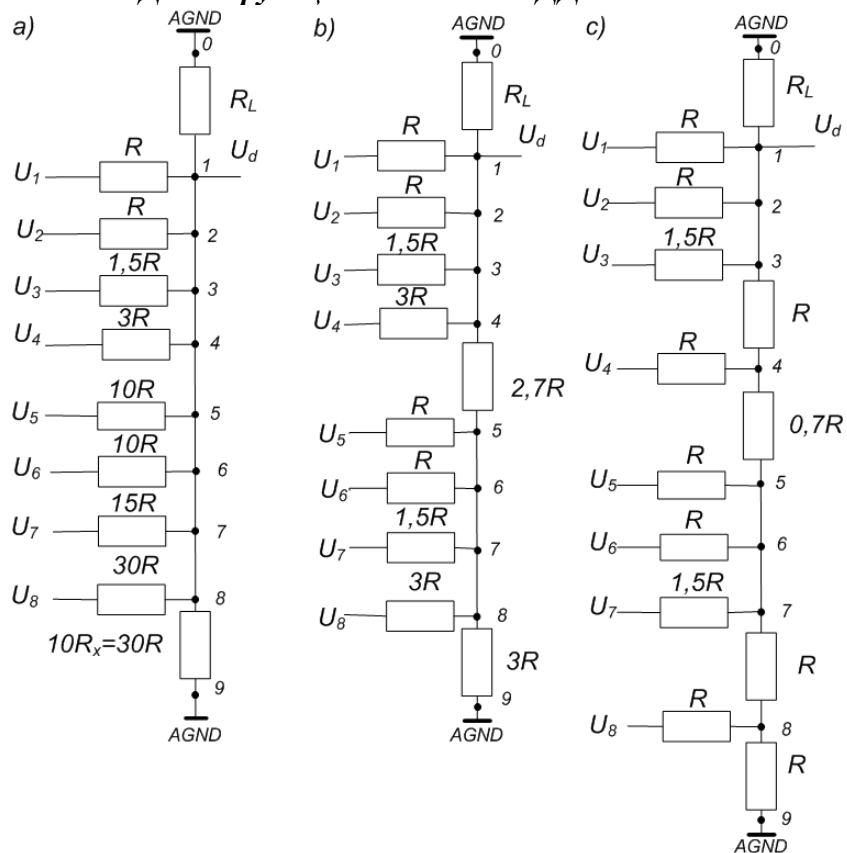 a)
AGND
0
R_L
U_d
R
U_1
1
R
U_2
2
1,5R
U_3
3
3R
U_4
4
10R
U_5
5
10R
U_6
6
15R
U_7
7
30R
U_8
8
10R_x=30R
9
AGND
b)
AGND
0
R_L
U_d
R
U_1
1
R
U_2
2
1,5R
U_3
3
3R
U_4
4
2,7R
R
U_5
5
R
U_6
6
1,5R
U_7
7
3R
U_8
8
3R
9
AGND
c)
AGND
0
R_L
U_d
R
U_1
1
R
U_2
2
1,5R
U_3
3
R
R
U_4
4
0,7R
R
U_5
5
R
U_6
6
1,5R
U_7
7
R
R
U_8
8
R
9
AGND